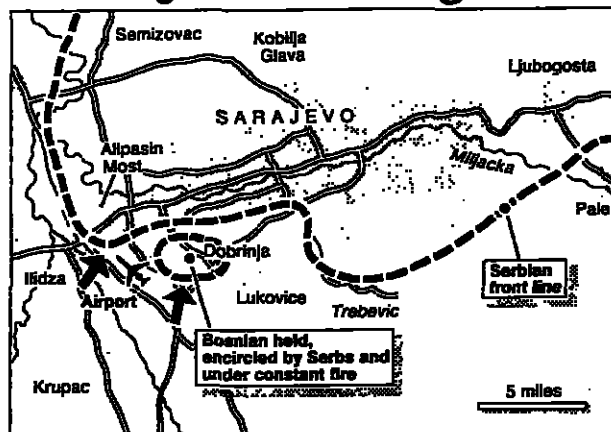 Semizovac
Kobilja
Glava
Ljubogosta
SARAJEVO
Alipasin
Most
Miljacka
Pale
Dobrinja
Serbian
front line
Ilidza
Airport
Lukovice
Trebevic
Bosnian held,
encircled by Serbs and
under constant fire
Krupac
5 miles